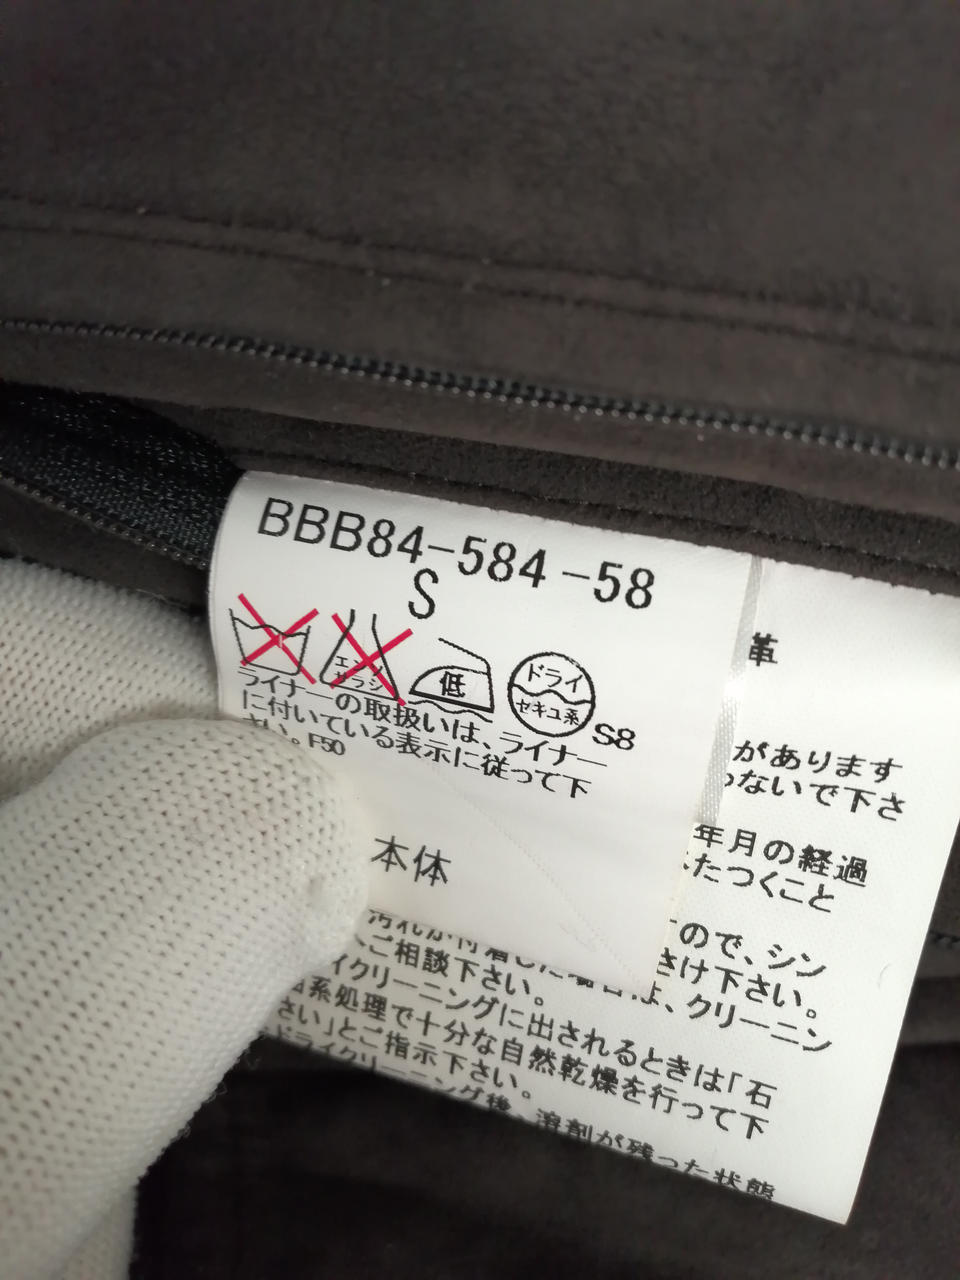 BBB84-584-58
S
エンソ
サラシ
低
ドライ
セキユ系
S8
ライナーの取扱いは、ライナー
に付いている表示に従って下
さい。F50
本体
革
があります
ないで下さ
年月の経過
たつくこと
ので、シン
さけ下さい。
は、クリーニン
ご相談下さい。
イクリーニングに出されるときは「石
系処理で十分な自然乾燥を行って下
さい」とご指示下さい。
ドライクリーニング後、溶剤が残った状態